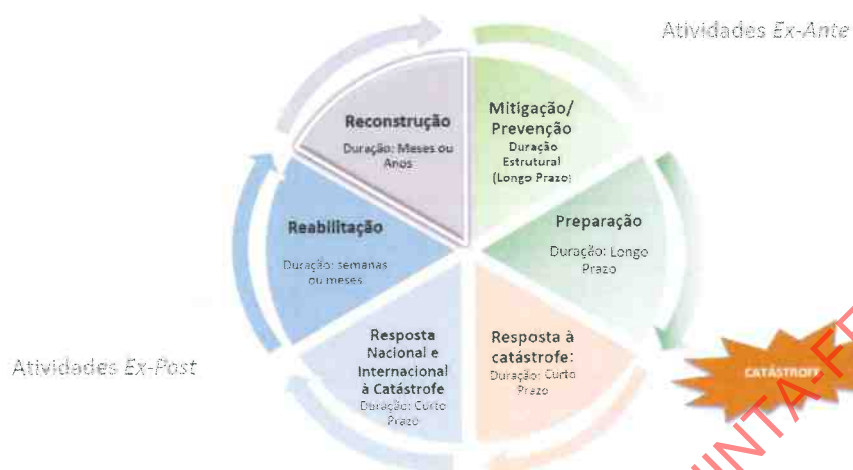 Atividades Ex-Ante
Reconstrução
Duração: Meses ou
Anos
Mitigação/
Prevenção
Duração
Estrutural
(Longo Prazo)
Preparação
Duração: Longo
Prazo
CATÁSTROFE
Resposta à
catástrofe:
Duração: Curto
Prazo
Resposta
Nacional e
Internacional
à Catástrofe
Duração: Curto
Prazo
Reabilitação
Duração: semanas
ou meses
Atividades Ex-Post